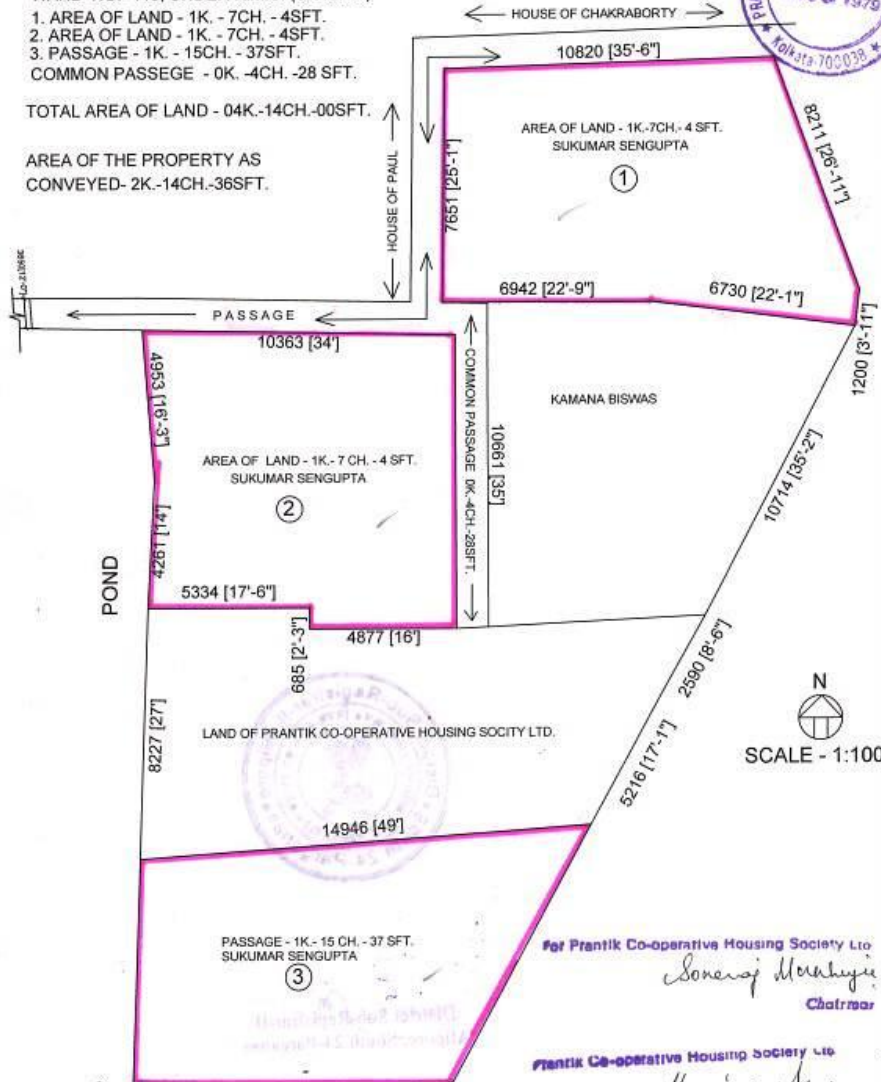 1. AREA OF LAND - 1K. - 7CH. - 4SFT.
2. AREA OF LAND - 1K. - 7CH. - 4SFT.
3. PASSAGE - 1K. - 15CH. - 37SFT.
COMMON PASSEGE - 0K. -4CH. -28 SFT.
TOTAL AREA OF LAND - 04K.-14CH.-00SFT.
AREA OF THE PROPERTY AS
CONVEYED- 2K.-14CH.-36SFT.
HOUSE OF CHAKRABORTY
1979
Kolkata-700038
10820 [35'-6"]
8211 [26'-11"]
AREA OF LAND - 1K.-7CH.- 4 SFT.
SUKUMAR SENGUPTA
1
7651 [25'-1"]
HOUSE OF PAUL
6942 [22'-9"]
6730 [22'-1"]
1200 [3'-11"]
PASSAGE
10363 [34']
4953 [16'-3"]
COMMON PASSAGE 0K.-4CH.-28SFT.
10661 [35']
KAMANA BISWAS
10714 [35'-2"]
AREA OF LAND - 1K.- 7 CH. - 4 SFT.
SUKUMAR SENGUPTA
2
4261 [14']
POND
5334 [17'-6"]
685 [2'-3"]
4877 [16']
2590 [8'-6"]
8227 [27']
LAND OF PRANTIK CO-OPERATIVE HOUSING SOCITY LTD.
N
SCALE - 1:100
5216 [17'-1"]
14946 [49']
PASSAGE - 1K.- 15 CH. - 37 SFT.
SUKUMAR SENGUPTA
3
For Prantik Co-operative Housing Society Ltd
Chairman
Prantik Co-operative Housing Society Ltd